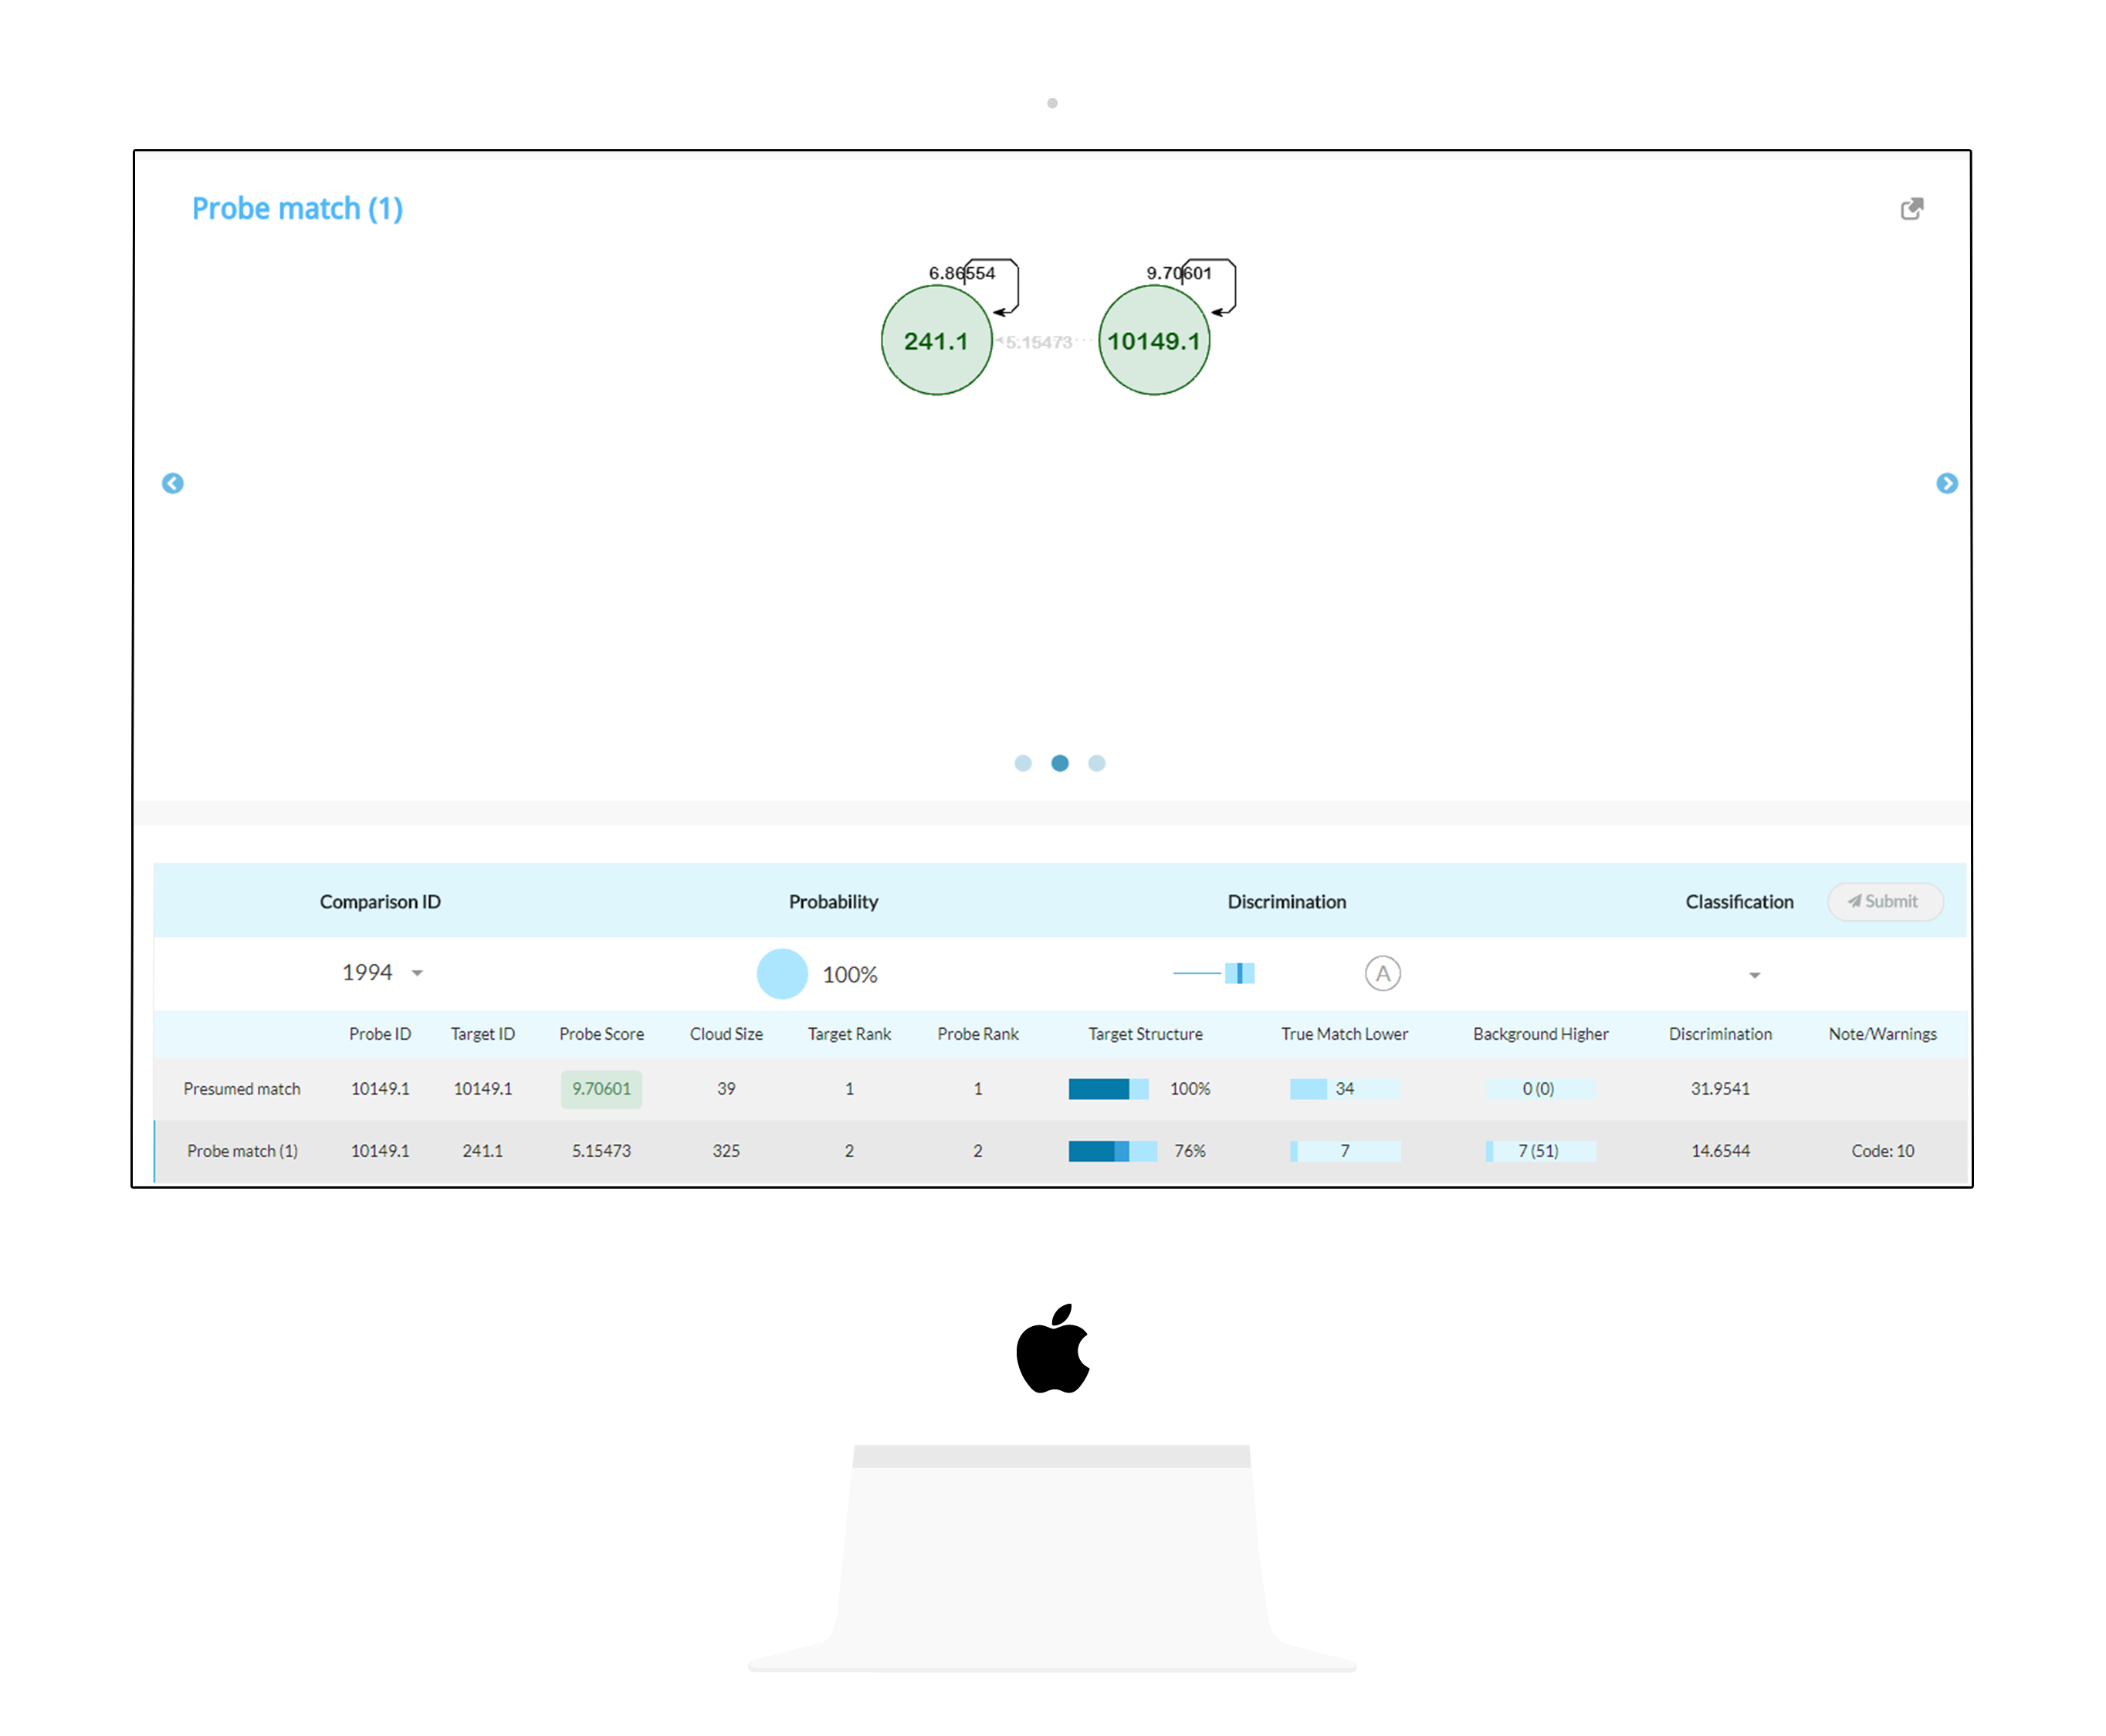 Probe match (1)
6.86554
9.70601
241.1
5.15473
10149.1
Comparison ID Probability Discrimination Classification Submit
1994 100% A
Probe ID Target ID Probe Score Cloud Size Target Rank Probe Rank Target Structure True Match Lower Background Higher Discrimination Note/Warnings
Presumed match 10149.1 10149.1 9.70601 39 1 1 100% 34 0 (0) 31.9541
Probe match (1) 10149.1 241.1 5.15473 325 2 2 76% 7 7 (51) 14.6544 Code: 10